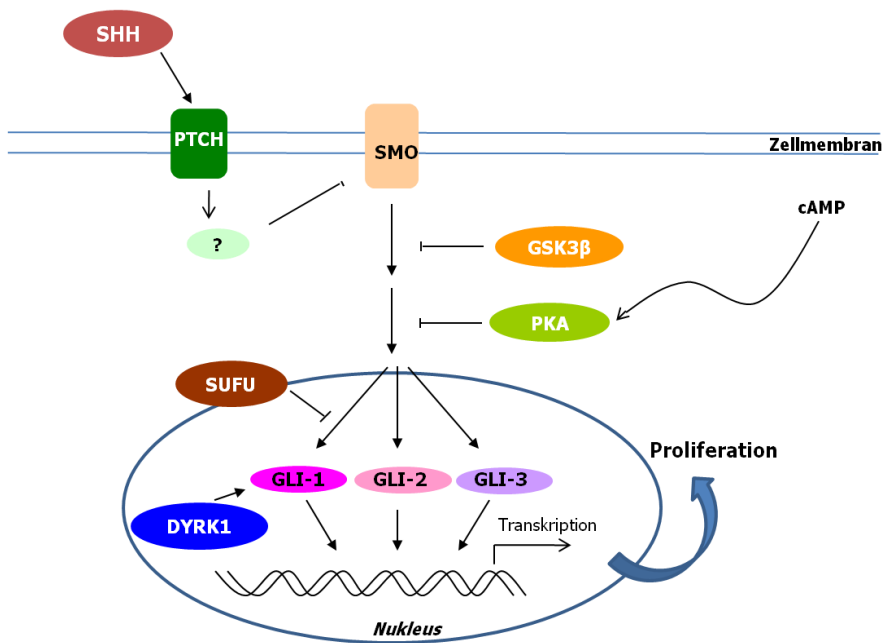 SHH
PTCH
SMO
Zellmembran
?
cAMP
GSK3β
PKA
SUFU
Proliferation
GLI-1
GLI-2
GLI-3
DYRK1
Transkription
Nukleus